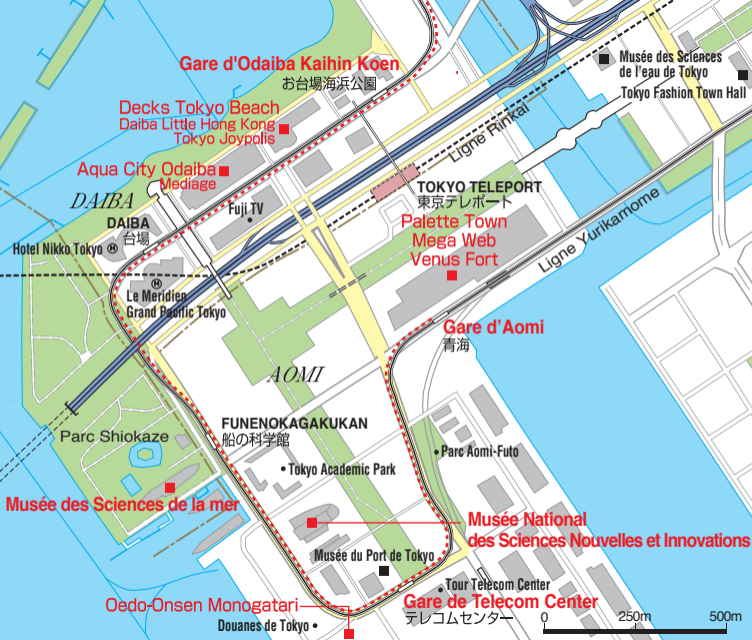 Gare d'Odaiba Kaihin Koen
お台場海浜公園
Musée des Sciences
de l'eau de Tokyo
Tokyo Fashion Town Hall
Decks Tokyo Beach
Daiba Little Hong Kong
Tokyo Joypolis
Ligne Rinkai
Aqua City Odaiba
Mediage
TOKYO TELEPORT
東京テレポート
DAIBA
Fuji TV
DAIBA
台場
Palette Town
Mega Web
Venus Fort
Ligne Yurikamome
Hotel Nikko Tokyo H
H
Le Meridien
Grand Pacific Tokyo
Gare d'Aomi
青海
AOMI
FUNENOKAGAKUKAN
船の科学館
Parc Shiokaze
Parc Aomi-Futo
Tokyo Academic Park
Musée des Sciences de la mer
Musée National
des Sciences Nouvelles et Innovations
Musée du Port de Tokyo
Tour Telecom Center
Oedo-Onsen Monogatari
Gare de Telecom Center
テレコムセンター
Douanes de Tokyo
0 250m 500m